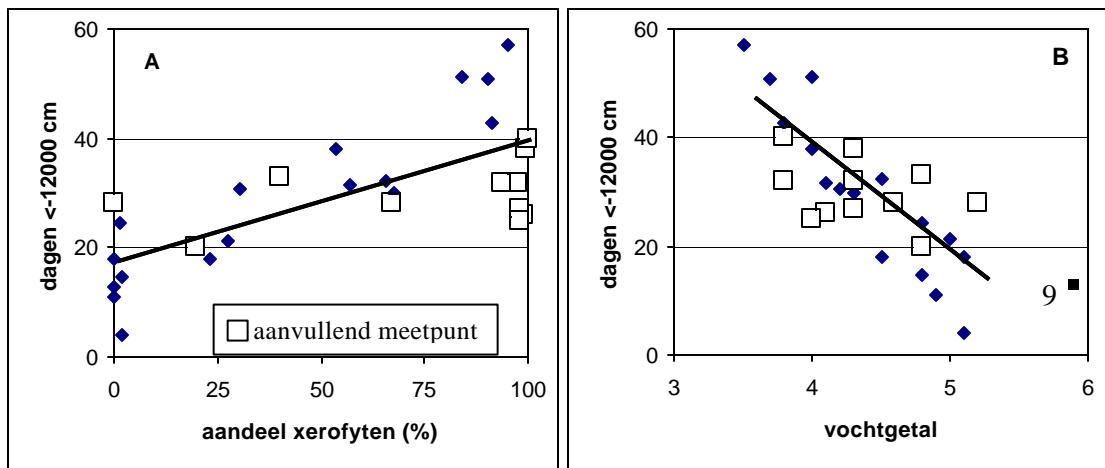 A
dagen <-12000 cm
60
40
20
0
aanvullend meetpunt
0 25 50 75 100
aandeel xerofyten (%)
B
dagen <-12000 cm
60
40
20
0
9
3 4 5 6
vochtgetal